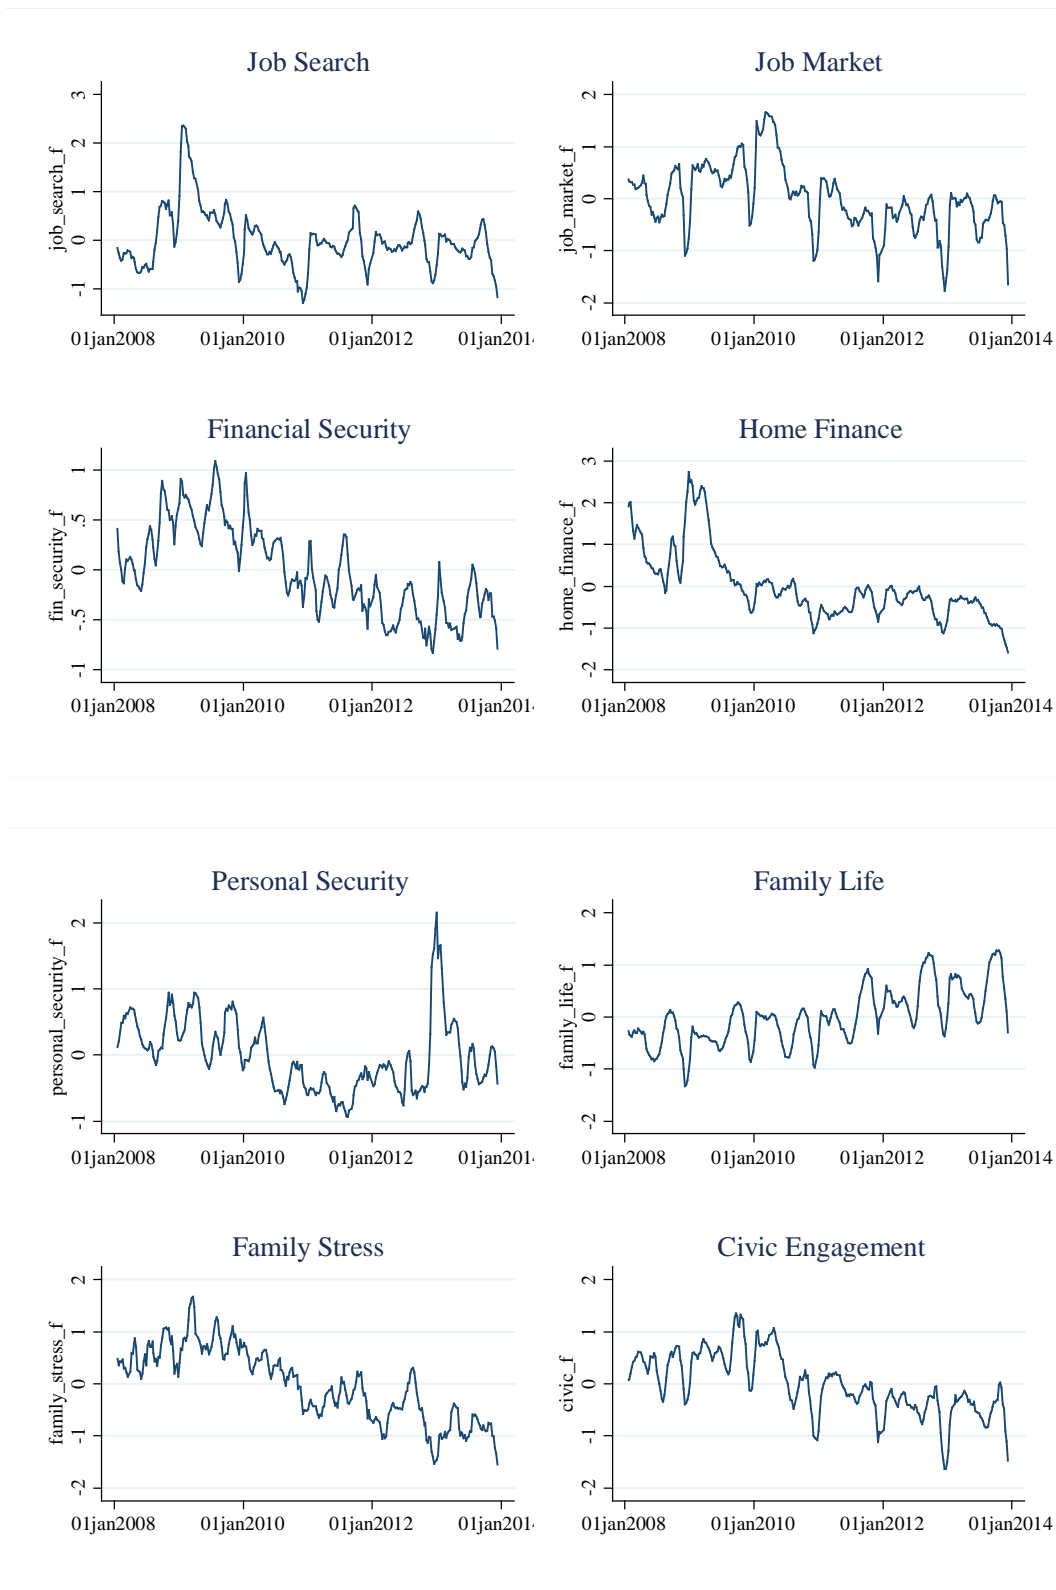 Job Search
job_search_f
3
2
1
0
-1
01jan2008 01jan2010 01jan2012 01jan2014
Job Market
job_market_f
2
1
0
-1
-2
01jan2008 01jan2010 01jan2012 01jan2014
Financial Security
fin_security_f
1
.5
0
-.5
-1
01jan2008 01jan2010 01jan2012 01jan201
Home Finance
home_finance_f
3
2
1
0
-1
-2
01jan2008 01jan2010 01jan2012 01jan2014
Personal Security
personal_security_f
2
1
0
-1
01jan2008 01jan2010 01jan2012 01jan201
Family Life
family_life_f
2
1
0
-1
-2
01jan2008 01jan2010 01jan2012 01jan2014
Family Stress
family_stress_f
2
1
0
-1
-2
01jan2008 01jan2010 01jan2012 01jan201
Civic Engagement
civic_f
2
1
0
-1
-2
01jan2008 01jan2010 01jan2012 01jan2014